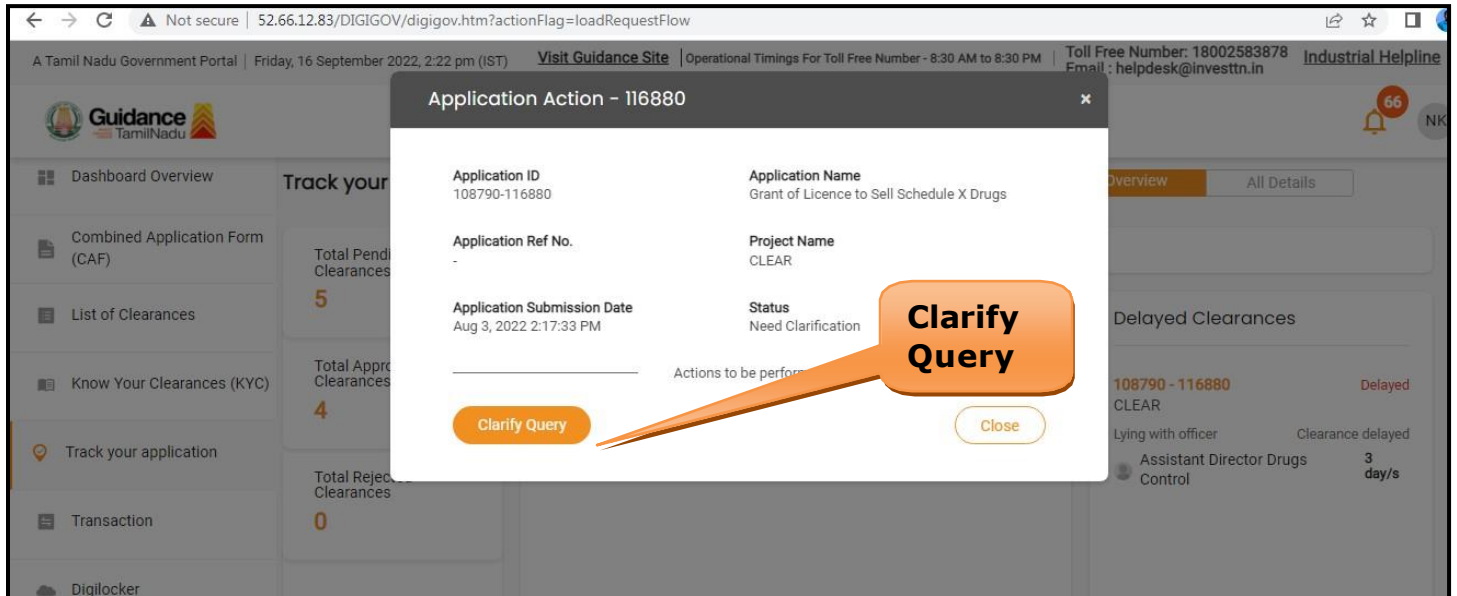 Not secure | 52.66.12.83/DIGIGOV/digigov.htm?actionFlag=loadRequestFlow
A Tamil Nadu Government Portal | Friday, 16 September 2022, 2:22 pm (IST)
Visit Guidance Site | Operational Timings For Toll Free Number - 8:30 AM to 8:30 PM |
Toll Free Number: 18002583878
Email : helpdesk@investtn.in
Industrial Helpline
Guidance
TamilNadu
66
NK
Application Action - 116880
×
Application ID
108790-116880
Application Name
Grant of Licence to Sell Schedule X Drugs
Application Ref No.
-
Project Name
CLEAR
Application Submission Date
Aug 3, 2022 2:17:33 PM
Status
Need Clarification
Actions to be perfor
Clarify Query
Close
Clarify
Query
Dashboard Overview
Combined Application Form
(CAF)
List of Clearances
Know Your Clearances (KYC)
Track your application
Transaction
Digilocker
Track your
Total Pendi
Clearances
5
Total Appro
Clearances
4
Total Rejec
Clearances
0
Overview
All Details
Delayed Clearances
108790 - 116880
Delayed
CLEAR
Lying with officer
Clearance delayed
Assistant Director Drugs
Control
3
day/s